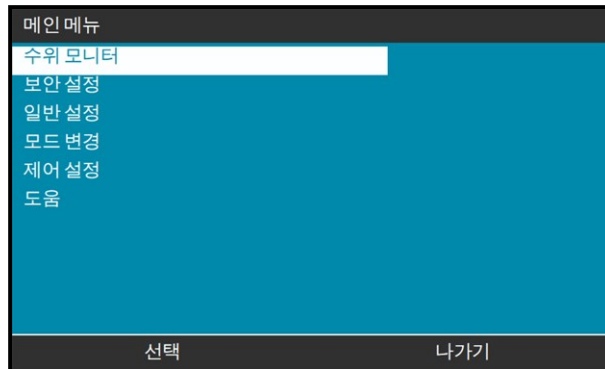 메인 메뉴
수위 모니터
보안 설정
일반 설정
모드 변경
제어 설정
도움
선택 나가기